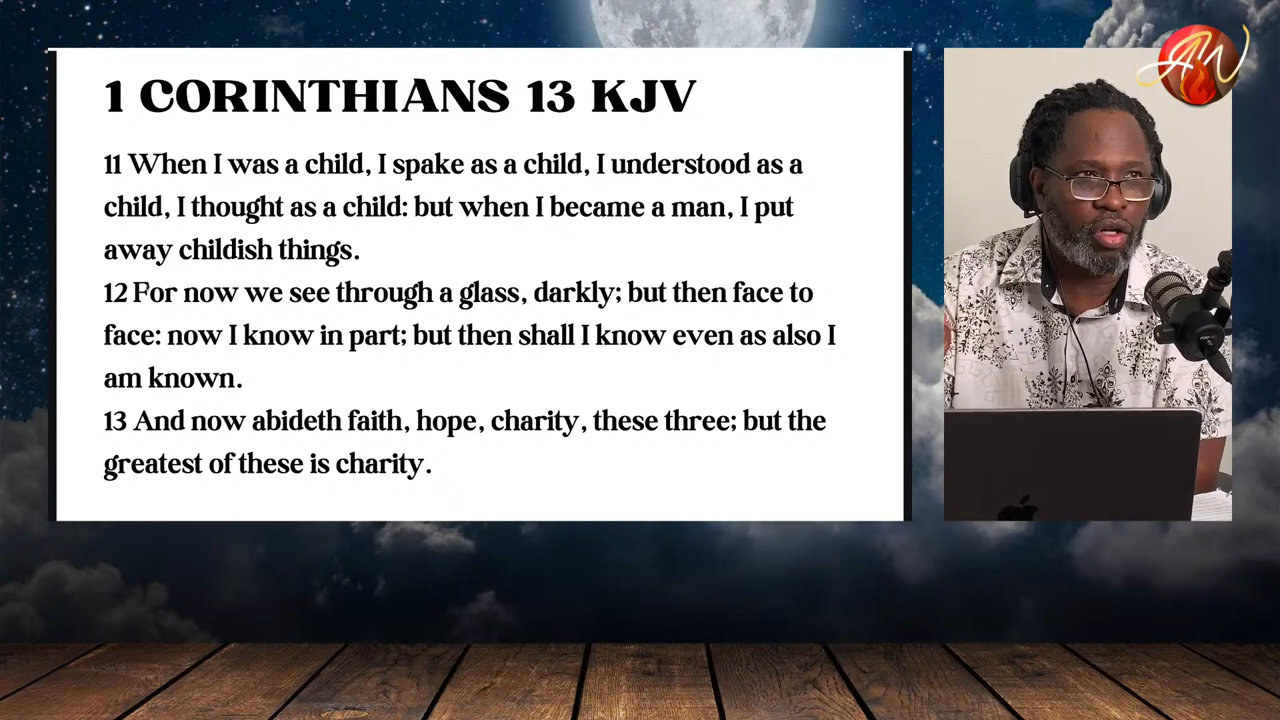 1 CORINTHIANS 13 KJV
11 When I was a child, I spake as a child, I understood as a
child, I thought as a child: but when I became a man, I put
away childish things.
12 For now we see through a glass, darkly; but then face to
face: now I know in part; but then shall I know even as also I
am known.
13 And now abideth faith, hope, charity, these three; but the
greatest of these is charity.
AW